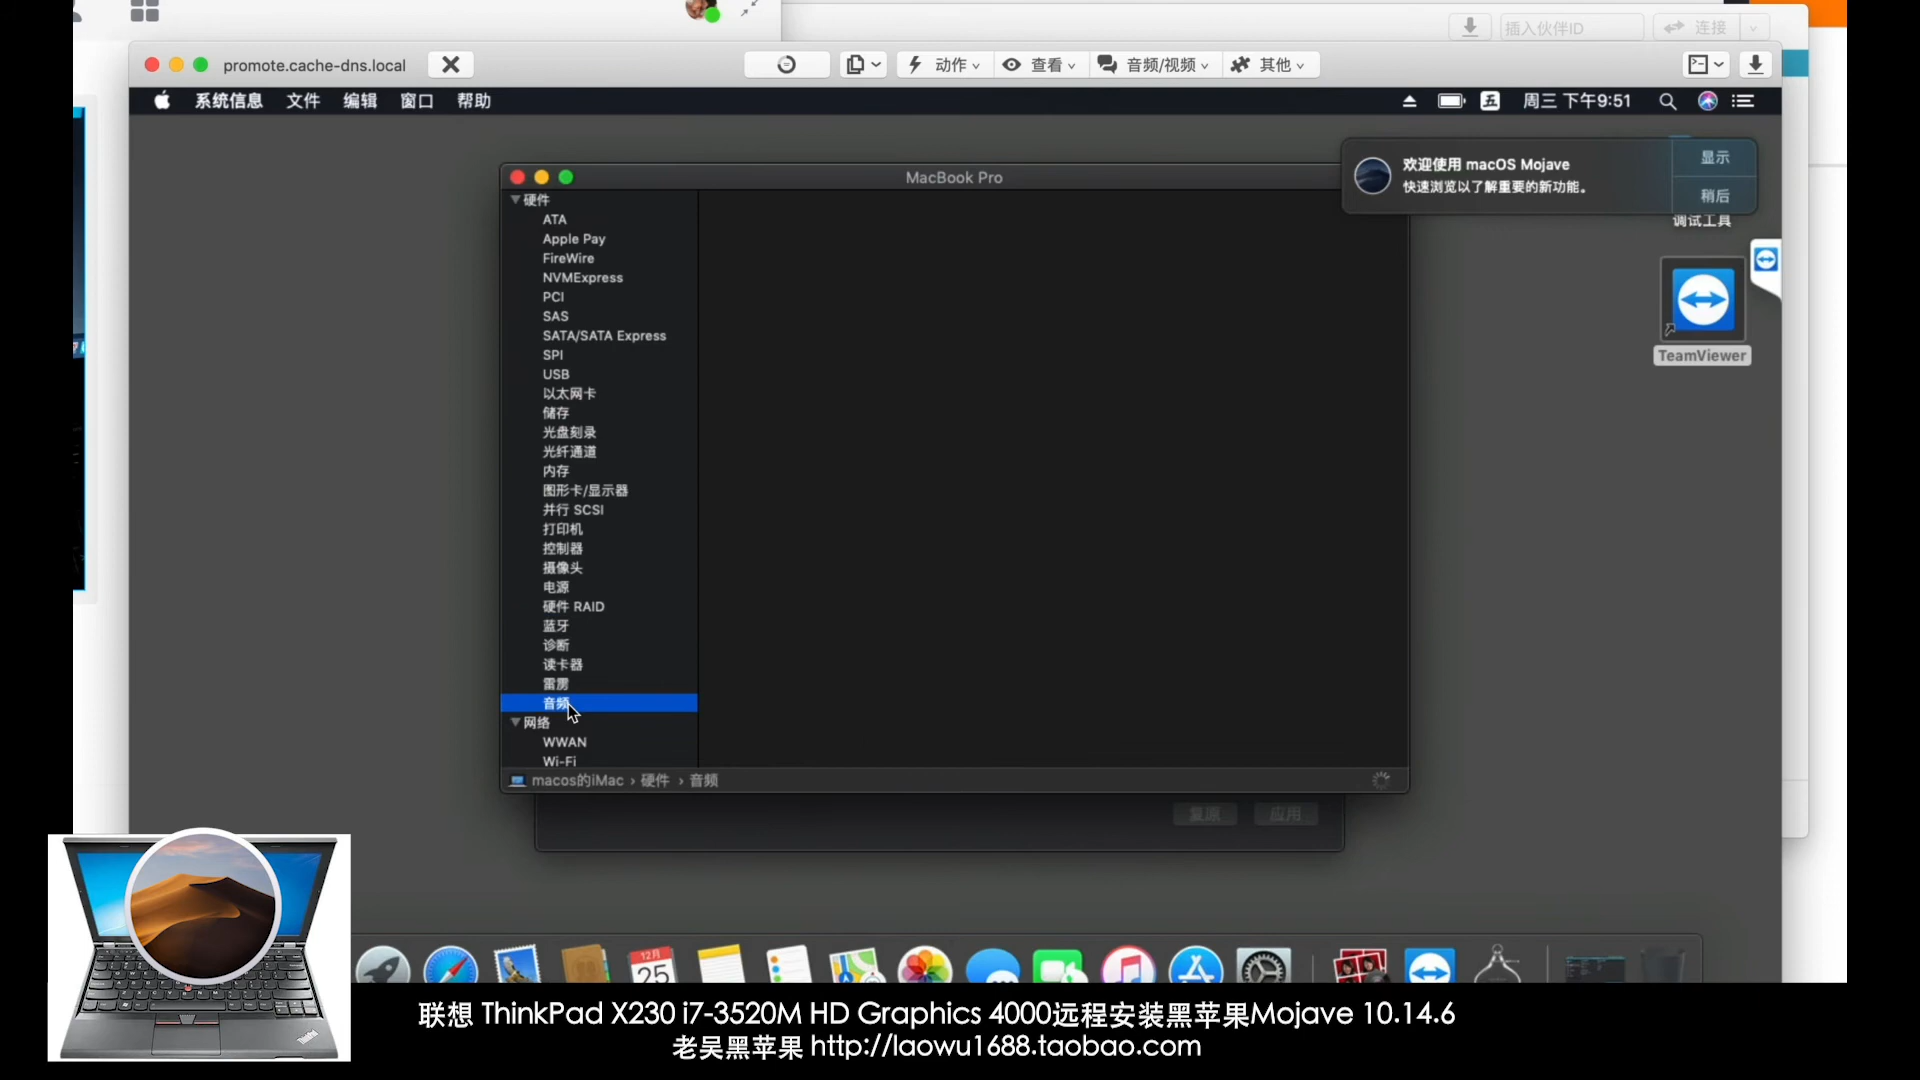 插入伙伴ID
连接
promote.cache-dns.local
动作
查看
音频/视频
其他
系统信息 文件 编辑 窗口 帮助
五 周三 下午9:51
MacBook Pro
欢迎使用 macOS Mojave
快速浏览以了解重要的新功能。
显示
稍后
调试工具
TeamViewer
硬件
ATA
Apple Pay
FireWire
NVMExpress
PCI
SAS
SATA/SATA Express
SPI
USB
以太网卡
储存
光盘刻录
光纤通道
内存
图形卡/显示器
并行 SCSI
打印机
控制器
摄像头
电源
硬件 RAID
蓝牙
诊断
读卡器
雷雳
音频
网络
WWAN
Wi-Fi
macos的iMac › 硬件 › 音频
复原
应用
12月
25
联想 ThinkPad X230 i7-3520M HD Graphics 4000远程安装黑苹果Mojave 10.14.6
老吴黑苹果 http://laowu1688.taobao.com